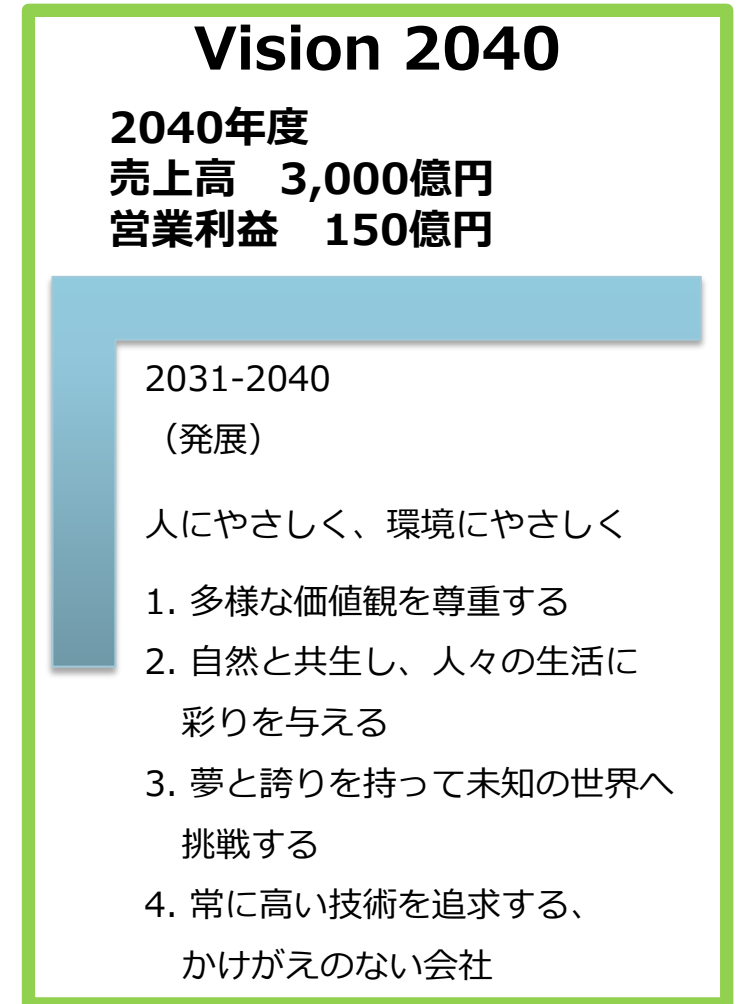 Vision 2040
2040年度
売上高　3,000億円
営業利益　150億円
2031-2040
（発展）
人にやさしく、環境にやさしく
1. 多様な価値観を尊重する
2. 自然と共生し、人々の生活に
彩りを与える
3. 夢と誇りを持って未知の世界へ
挑戦する
4. 常に高い技術を追求する、
かけがえのない会社